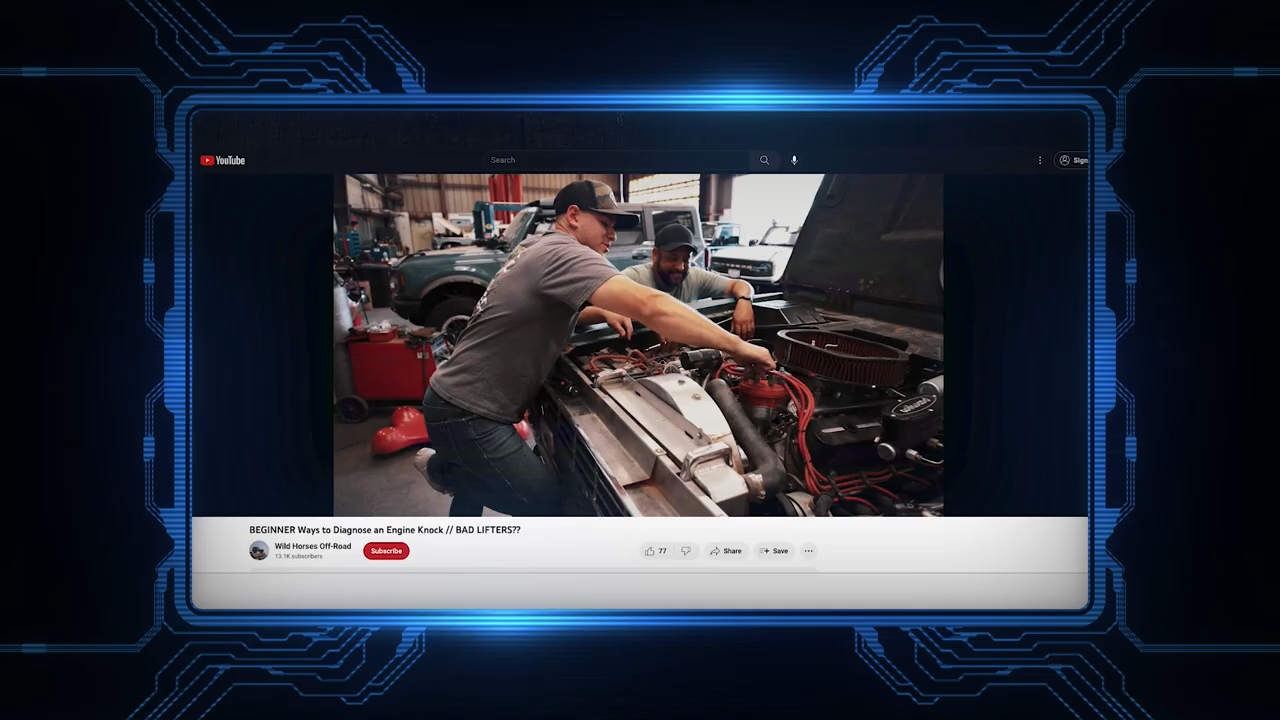 YouTube
Search
Sign
BEGINNER Ways to Diagnose an Engine Knock // BAD LIFTERS??
Wild Horses Off-Road
13.1K subscribers
Subscribe
77
Share
Save